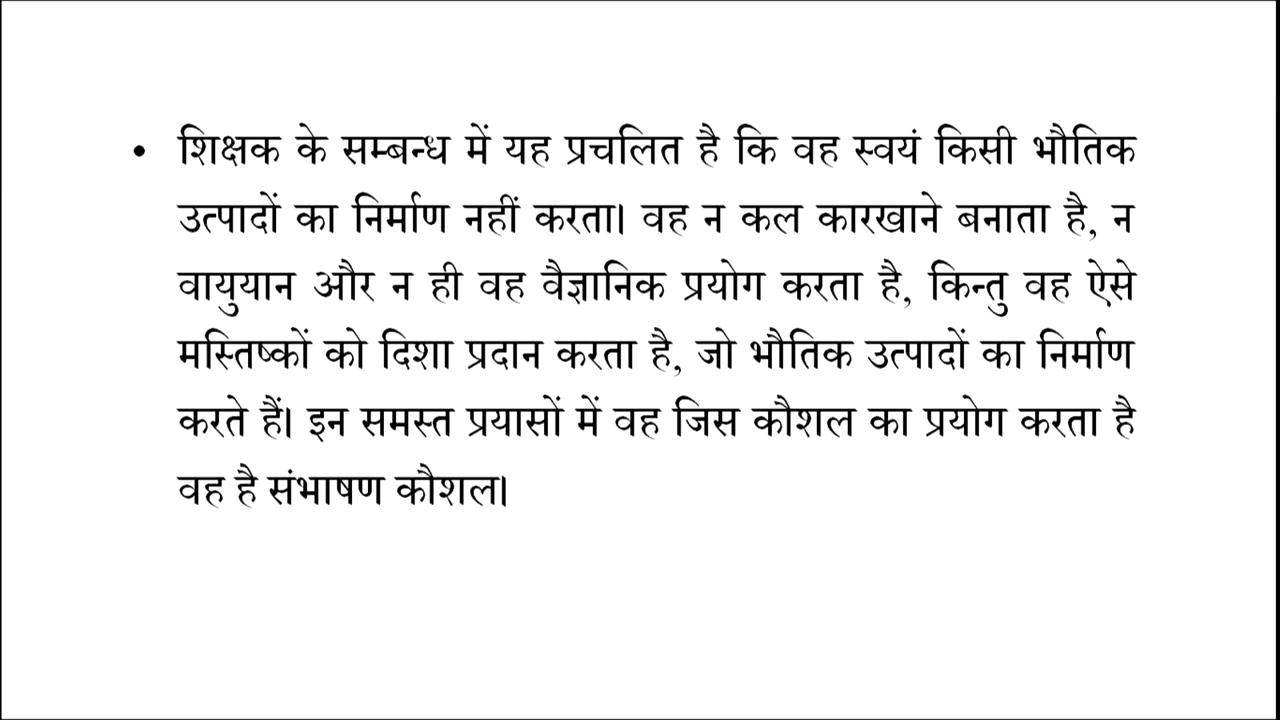 • शिक्षक के सम्बन्ध में यह प्रचलित है कि वह स्वयं किसी भौतिक
उत्पादों का निर्माण नहीं करता। वह न कल कारखाने बनाता है, न
वायुयान और न ही वह वैज्ञानिक प्रयोग करता है, किन्तु वह ऐसे
मस्तिष्कों को दिशा प्रदान करता है, जो भौतिक उत्पादों का निर्माण
करते हैं। इन समस्त प्रयासों में वह जिस कौशल का प्रयोग करता है
वह है संभाषण कौशल।